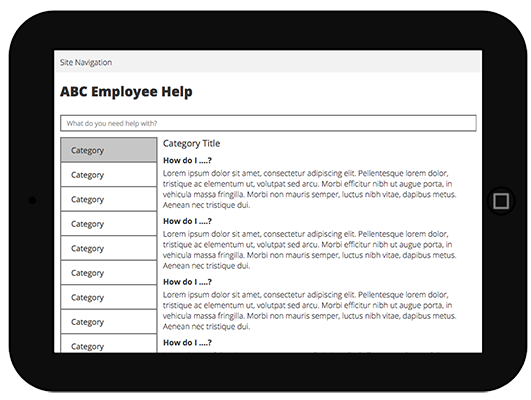 Site Navigation
ABC Employee Help
What do you need help with?
Category
Category
Category
Category
Category
Category
Category
Category
Category
Category Title
How do I ....?
Lorem ipsum dolor sit amet, consectetur adipiscing elit. Pellentesque lorem dolor,
tristique ac elementum ut, volutpat sed arcu. Morbi efficitur nibh ut augue porta, in
vehicula massa fringilla. Morbi non mauris semper, luctus nibh vitae, dapibus metus.
Aenean nec tristique dui.
How do I ....?
Lorem ipsum dolor sit amet, consectetur adipiscing elit. Pellentesque lorem dolor,
tristique ac elementum ut, volutpat sed arcu. Morbi efficitur nibh ut augue porta, in
vehicula massa fringilla. Morbi non mauris semper, luctus nibh vitae, dapibus metus.
Aenean nec tristique dui.
How do I ....?
Lorem ipsum dolor sit amet, consectetur adipiscing elit. Pellentesque lorem dolor,
tristique ac elementum ut, volutpat sed arcu. Morbi efficitur nibh ut augue porta, in
vehicula massa fringilla. Morbi non mauris semper, luctus nibh vitae, dapibus metus.
Aenean nec tristique dui.
How do I ....?